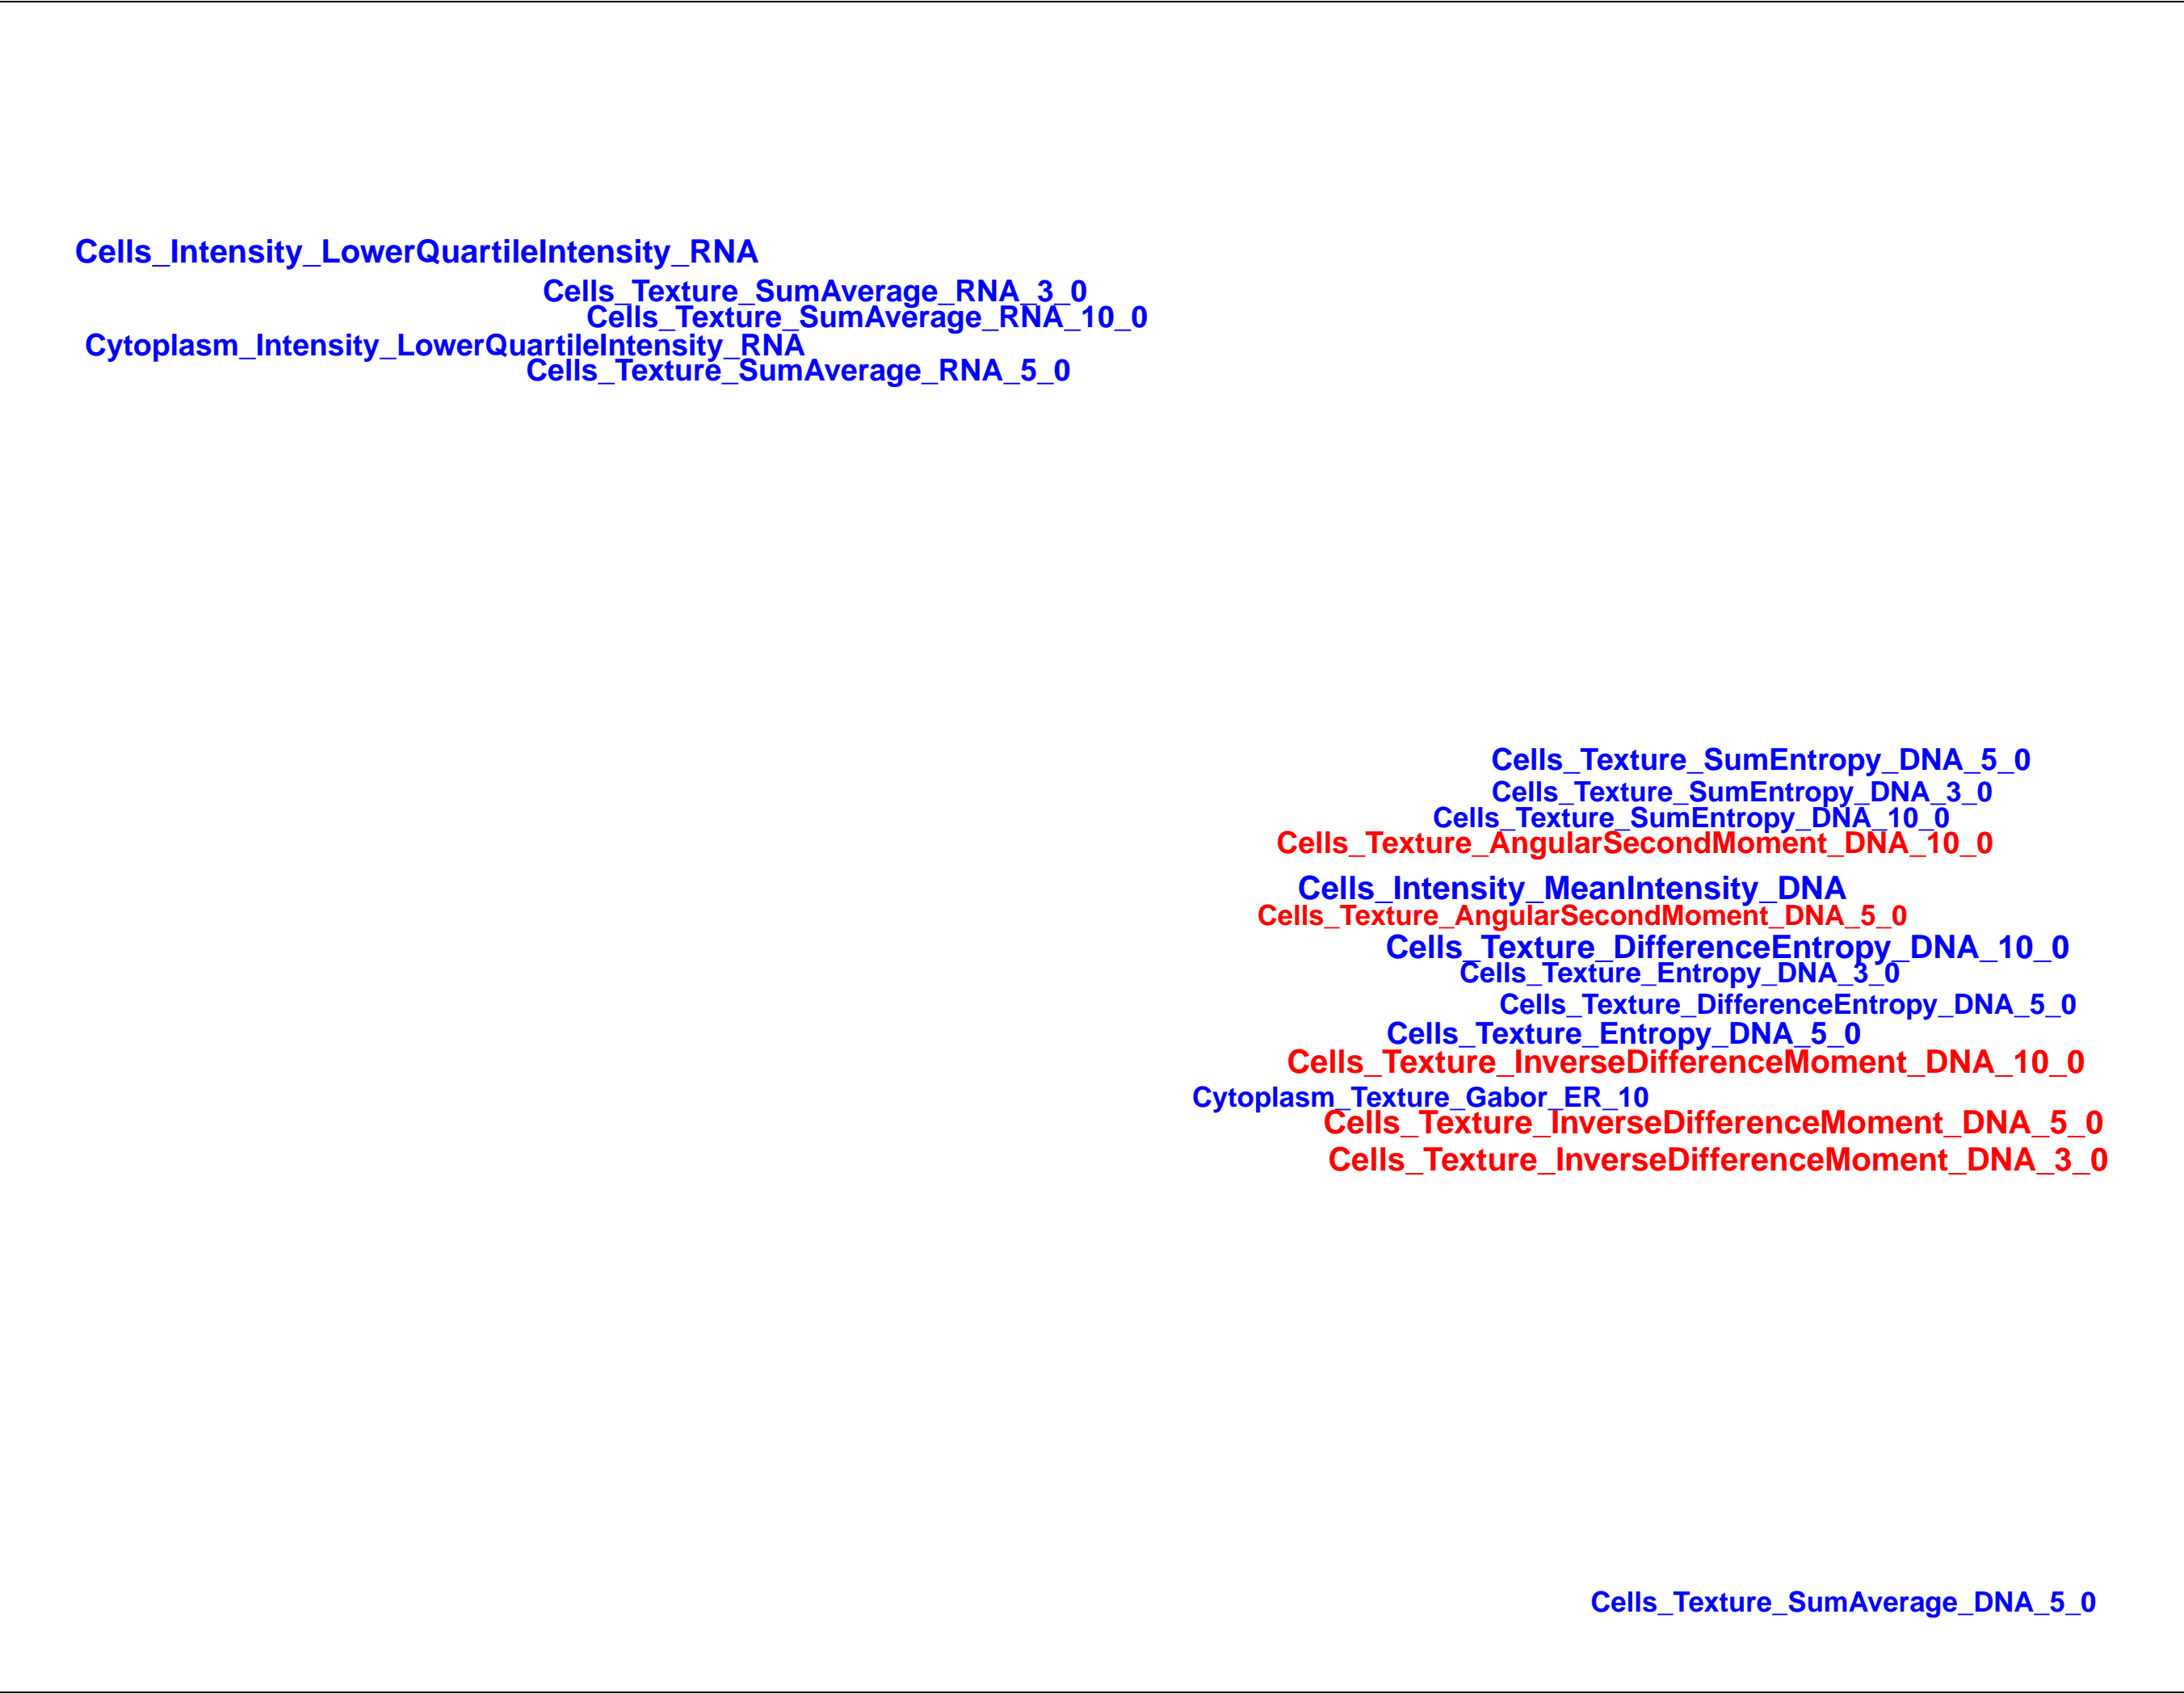 Cells_Intensity_LowerQuartileIntensity_RNA
Cells_Texture_SumAverage_RNA_3_0
Cells_Texture_SumAverage_RNA_10_0
Cytoplasm_Intensity_LowerQuartileIntensity_RNA
Cells_Texture_SumAverage_RNA_5_0
Cells_Texture_SumEntropy_DNA_5_0
Cells_Texture_SumEntropy_DNA_3_0
Cells_Texture_SumEntropy_DNA_10_0
Cells_Texture_AngularSecondMoment_DNA_10_0
Cells_Intensity_MeanIntensity_DNA
Cells_Texture_AngularSecondMoment_DNA_5_0
Cells_Texture_DifferenceEntropy_DNA_10_0
Cells_Texture_Entropy_DNA_3_0
Cells_Texture_DifferenceEntropy_DNA_5_0
Cells_Texture_Entropy_DNA_5_0
Cells_Texture_InverseDifferenceMoment_DNA_10_0
Cytoplasm_Texture_Gabor_ER_10
Cells_Texture_InverseDifferenceMoment_DNA_5_0
Cells_Texture_InverseDifferenceMoment_DNA_3_0
Cells_Texture_SumAverage_DNA_5_0